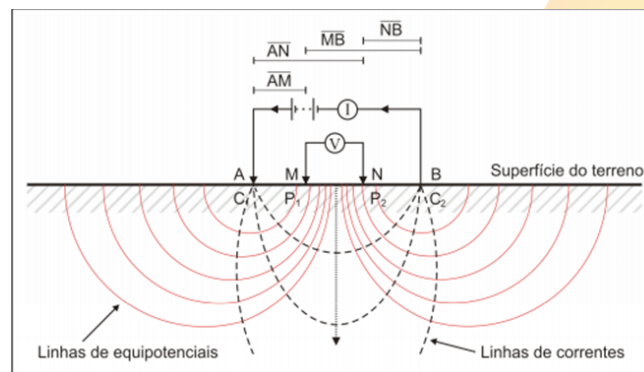 NB
MB
AN
AM
I
V
A M N B Superfície do terreno
C₁ P₁ P₂ C₂
Linhas de equipotenciais Linhas de correntes